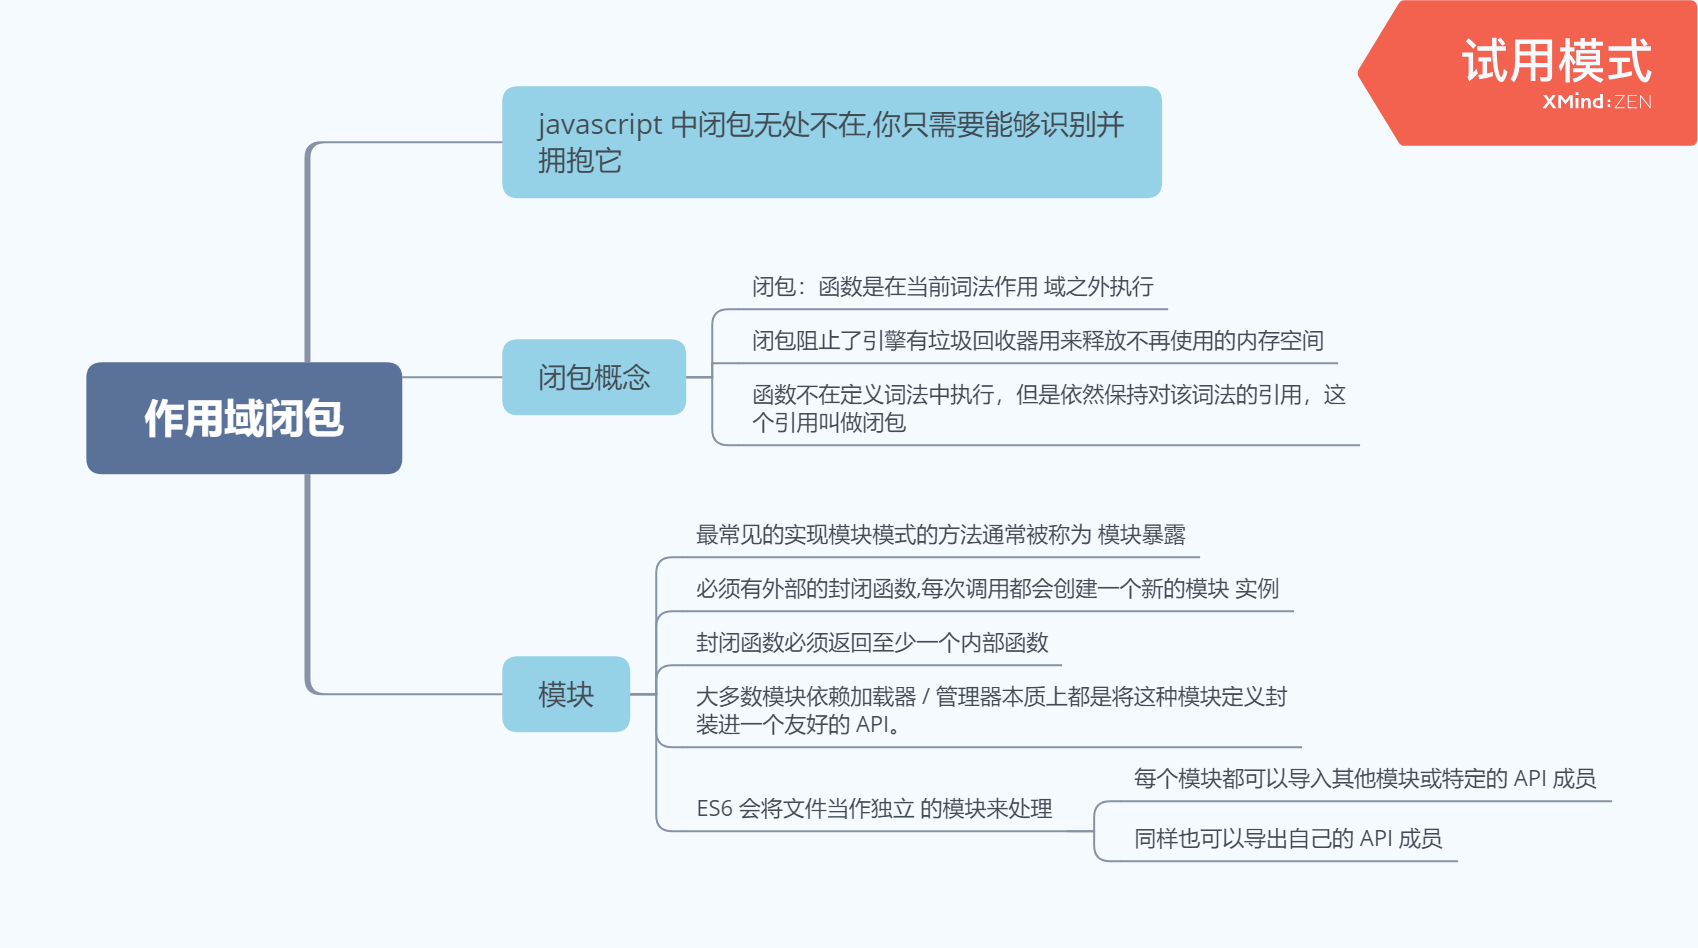 试用模式
XMind:ZEN
javascript 中闭包无处不在,你只需要能够识别并
拥抱它
闭包：函数是在当前词法作用 域之外执行
闭包阻止了引擎有垃圾回收器用来释放不再使用的内存空间
闭包概念
函数不在定义词法中执行，但是依然保持对该词法的引用，这
个引用叫做闭包
作用域闭包
最常见的实现模块模式的方法通常被称为 模块暴露
必须有外部的封闭函数,每次调用都会创建一个新的模块 实例
封闭函数必须返回至少一个内部函数
模块
大多数模块依赖加载器 / 管理器本质上都是将这种模块定义封
装进一个友好的 API。
ES6 会将文件当作独立 的模块来处理
每个模块都可以导入其他模块或特定的 API 成员
同样也可以导出自己的 API 成员